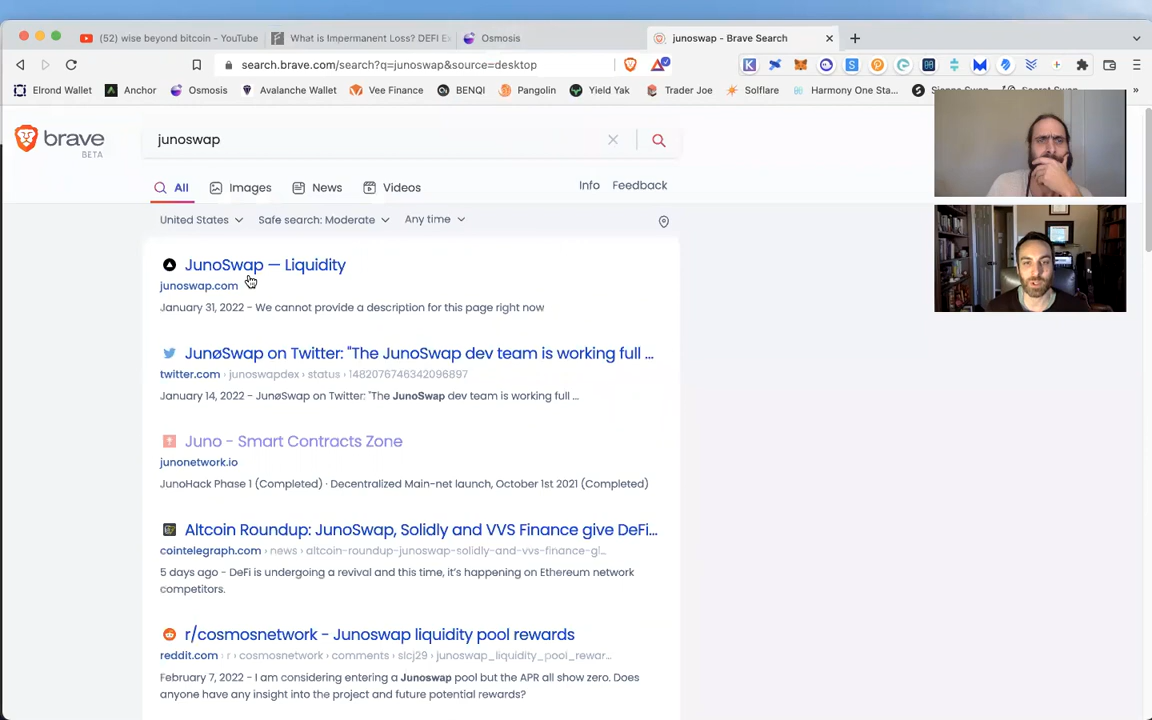 (52) wise beyond bitcoin - YouTube
What is Impermanent Loss? DEFI E
Osmosis
junoswap - Brave Search
search.brave.com/search?q=junoswap&source=desktop
Elrond Wallet
Anchor
Osmosis
Avalanche Wallet
Vee Finance
BENQI
Pangolin
Yield Yak
Trader Joe
Solflare
Harmony One Sta...
brave
BETA
junoswap
All
Images
News
Videos
Info
Feedback
United States
Safe search: Moderate
Any time
JunoSwap — Liquidity
junoswap.com
January 31, 2022 - We cannot provide a description for this page right now
JunøSwap on Twitter: "The JunoSwap dev team is working full ...
twitter.com › junoswapdex › status › 1482076746342096897
January 14, 2022 - JunøSwap on Twitter: "The JunoSwap dev team is working full ...
Juno - Smart Contracts Zone
junonetwork.io
JunoHack Phase 1 (Completed) · Decentralized Main-net launch, October 1st 2021 (Completed)
Altcoin Roundup: JunoSwap, Solidly and VVS Finance give DeFi...
cointelegraph.com › news › altcoin-roundup-junoswap-solidly-and-vvs-finance-gi...
5 days ago - DeFi is undergoing a revival and this time, it's happening on Ethereum network
competitors.
r/cosmosnetwork - Junoswap liquidity pool rewards
reddit.com › r › cosmosnetwork › comments › slcj29 › junoswap_liquidity_pool_rewar...
February 7, 2022 - I am considering entering a Junoswap pool but the APR all show zero. Does
anyone have any insight into the project and future potential rewards?